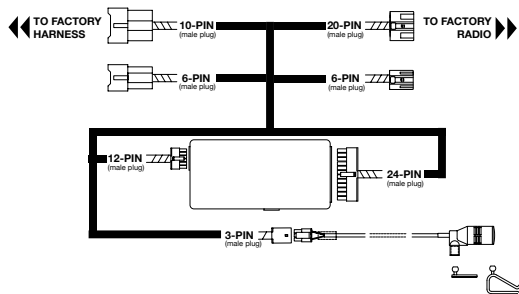 TO FACTORY
HARNESS
10-PIN
(male plug)
20-PIN
(male plug)
TO FACTORY
RADIO
6-PIN
(male plug)
6-PIN
(male plug)
12-PIN
(male plug)
24-PIN
(male plug)
3-PIN
(male plug)